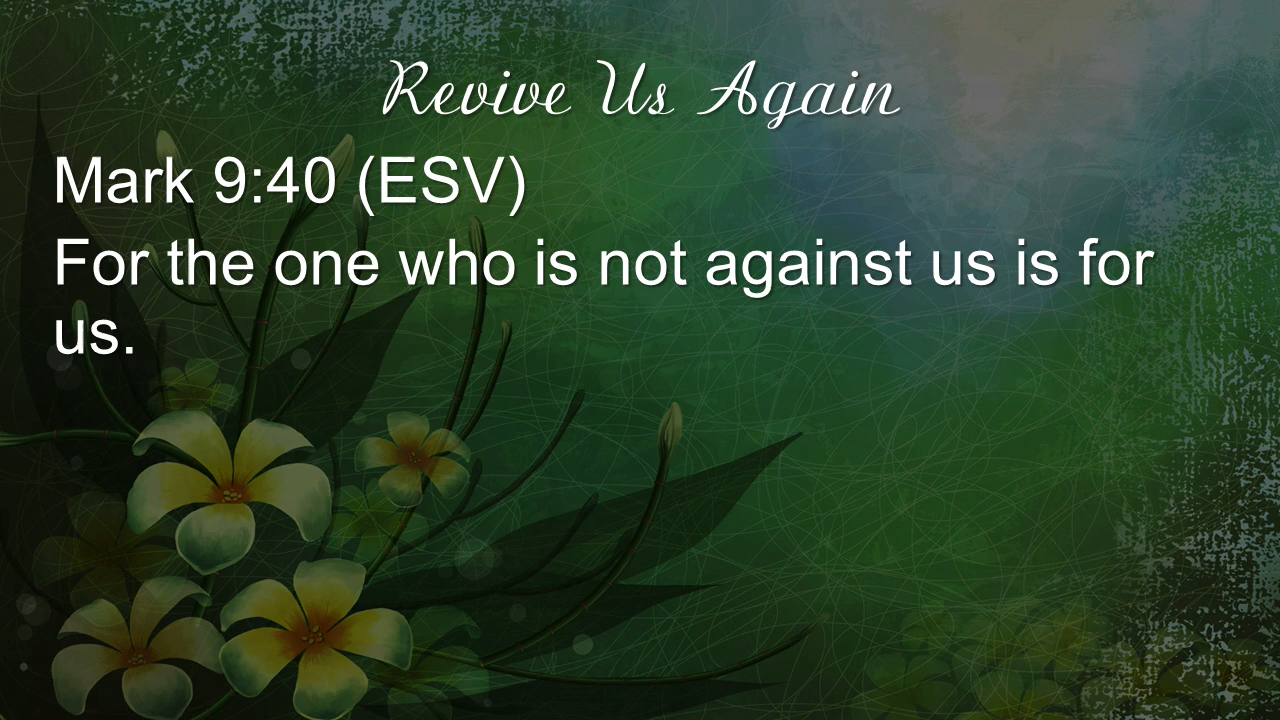 Revive Us Again
Mark 9:40 (ESV)
For the one who is not against us is for
us.